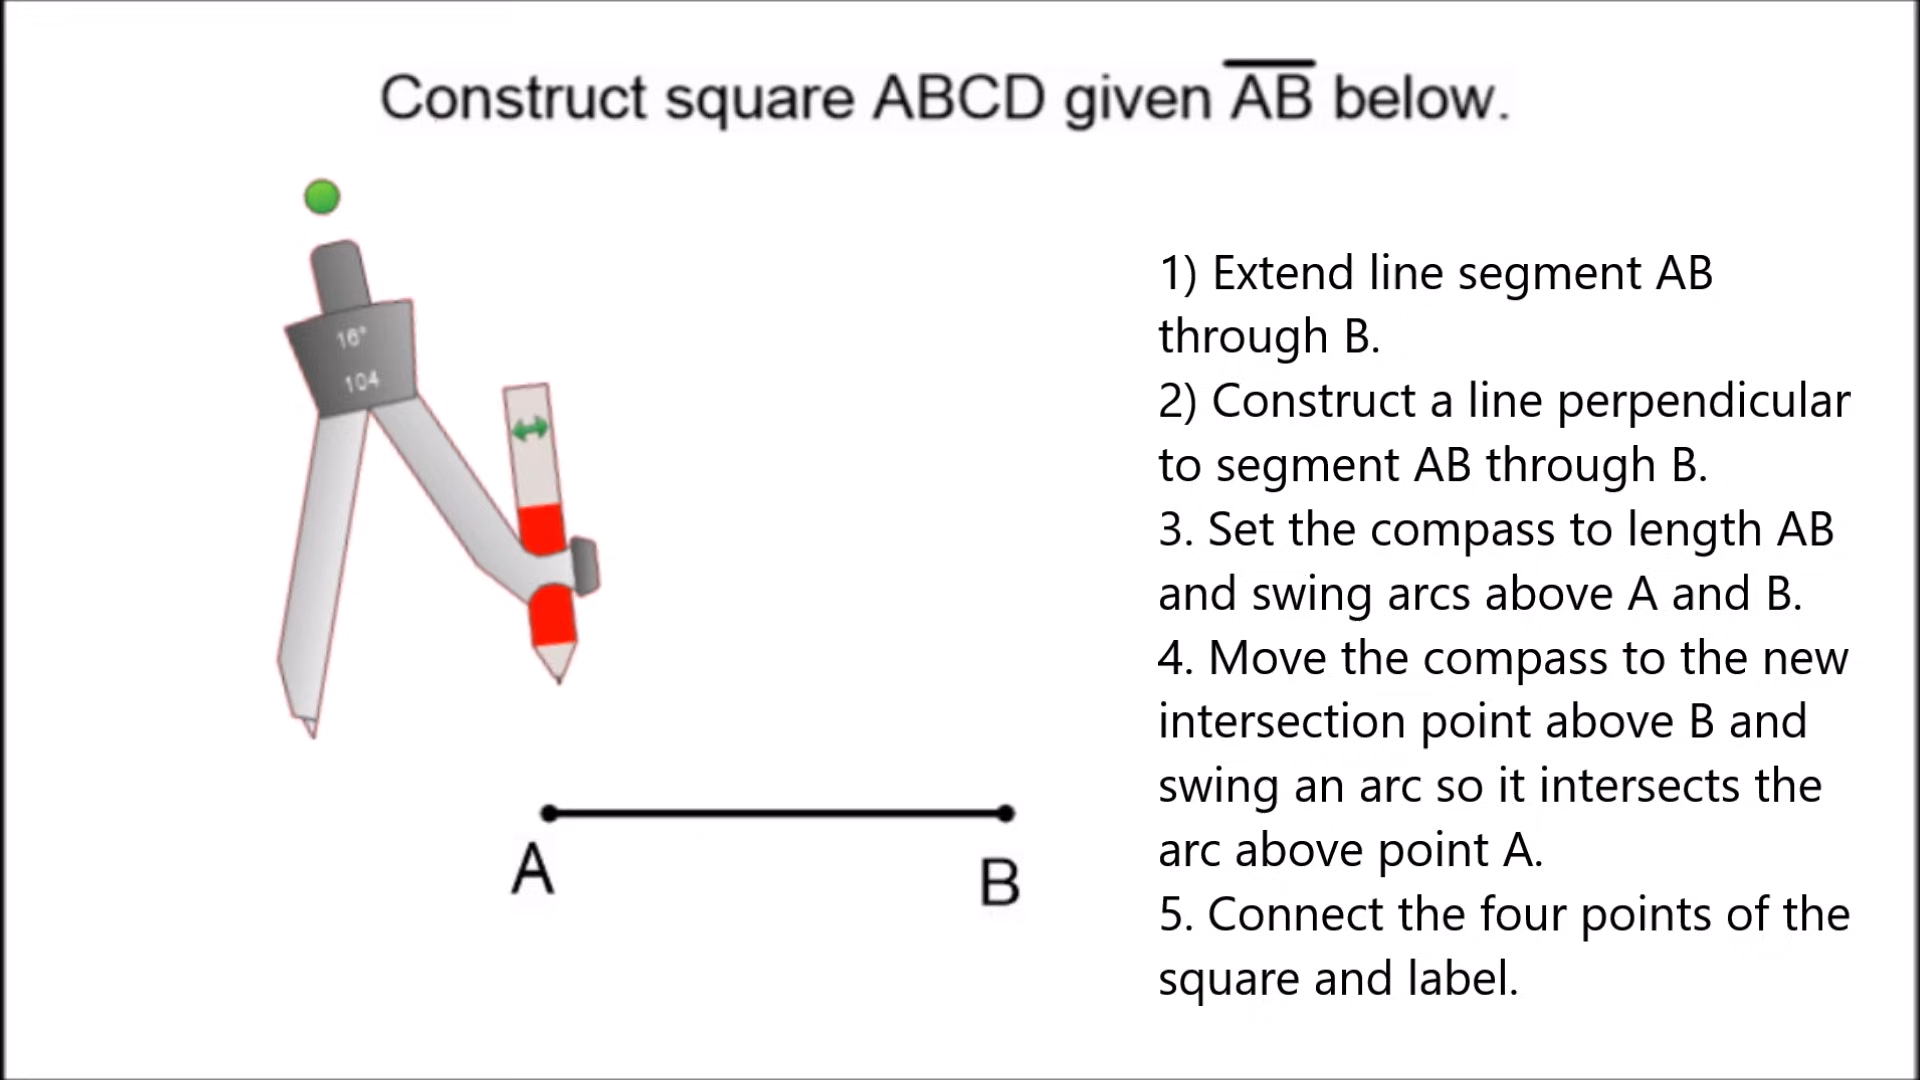 Construct square ABCD given AB below.
16°
104
1) Extend line segment AB
through B.
2) Construct a line perpendicular
to segment AB through B.
3. Set the compass to length AB
and swing arcs above A and B.
4. Move the compass to the new
intersection point above B and
swing an arc so it intersects the
arc above point A.
5. Connect the four points of the
square and label.
A
B